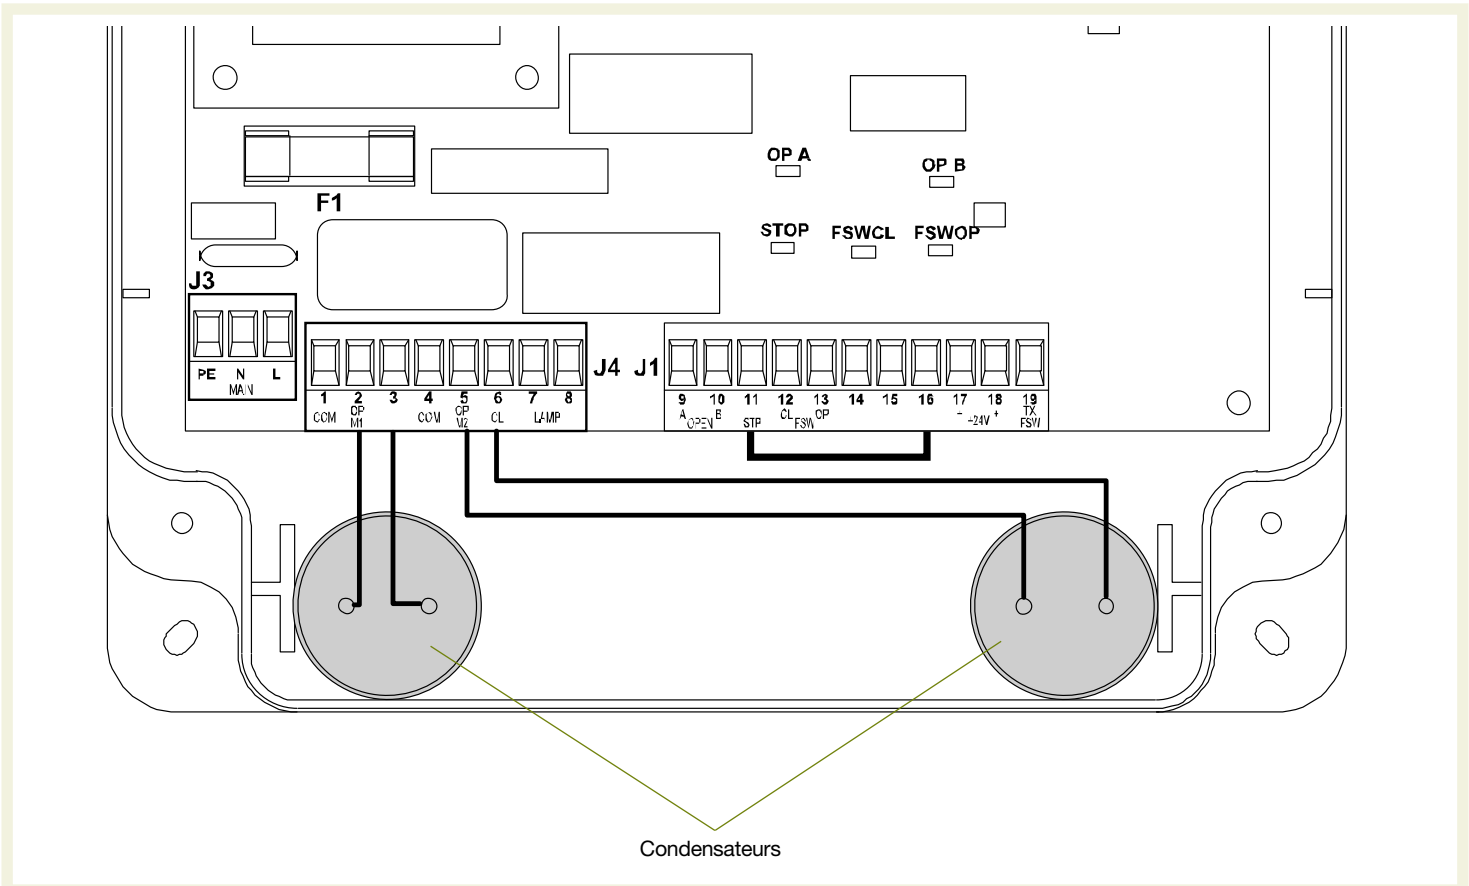 OP A
OP B
F1
STOP FSWCL FSWOP
J3
J4 J1
PE N L
MAIN
1 2 3 4 5 6 7 8
COM OP M1 COM OP M2 CL LAMP
9 10 11 12 13 14 15 16 17 18 19
A OPEN B STP CL FSW OP - +24V + TX FSW
Condensateurs